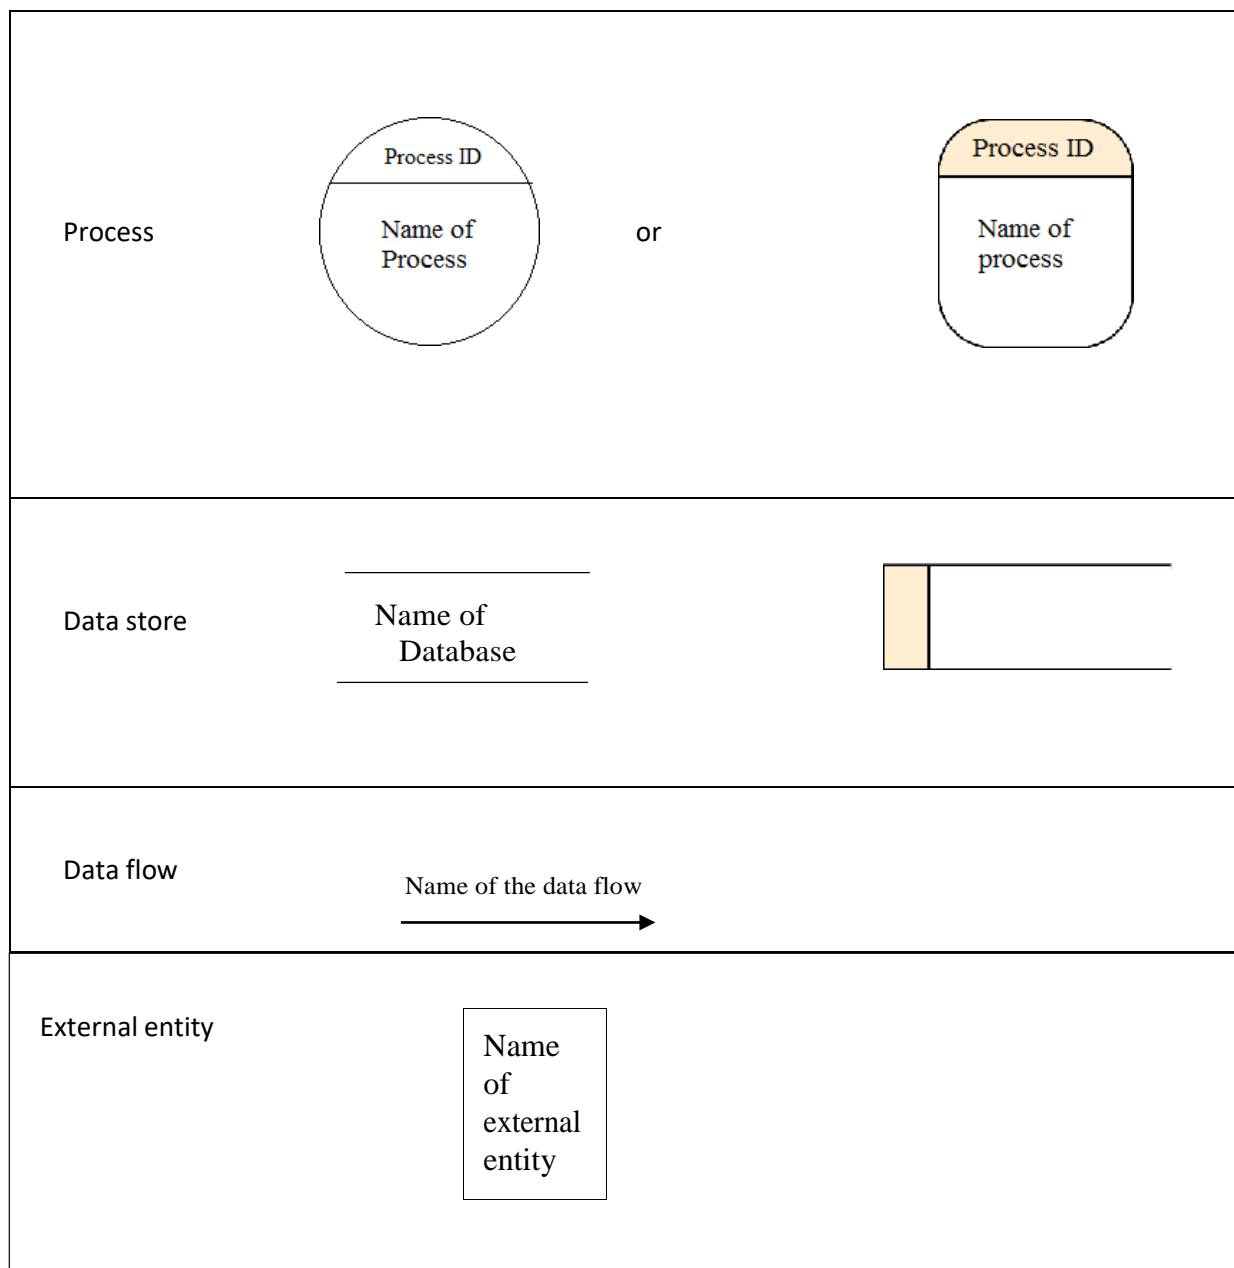 Process ID
Process ID
Process
Name of
Process
or
Name of
process
Data store
Name of
Database
Data flow
Name of the data flow
External entity
Name
of
external
entity